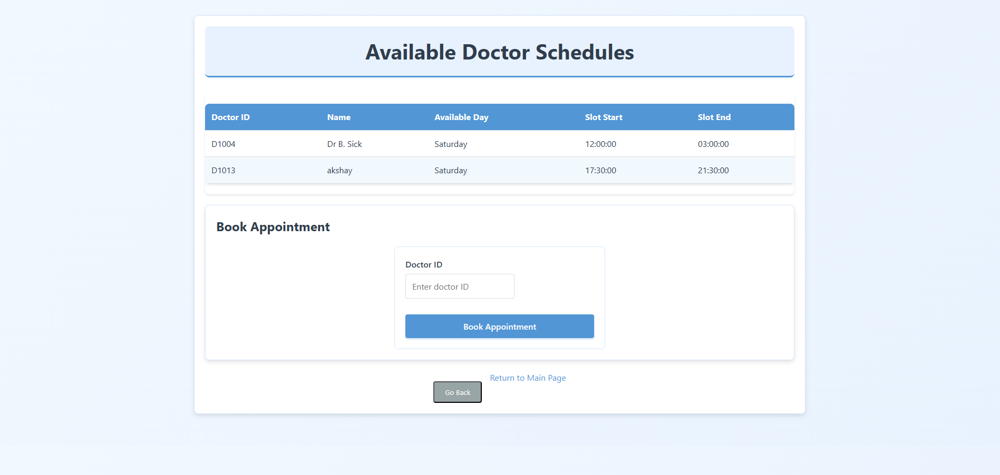 Available Doctor Schedules
Doctor ID Name Available Day Slot Start Slot End
D1004 Dr B. Sick Saturday 12:00:00 03:00:00
D1013 akshay Saturday 17:30:00 21:30:00
Book Appointment
Doctor ID
Enter doctor ID
Book Appointment
Return to Main Page
Go Back